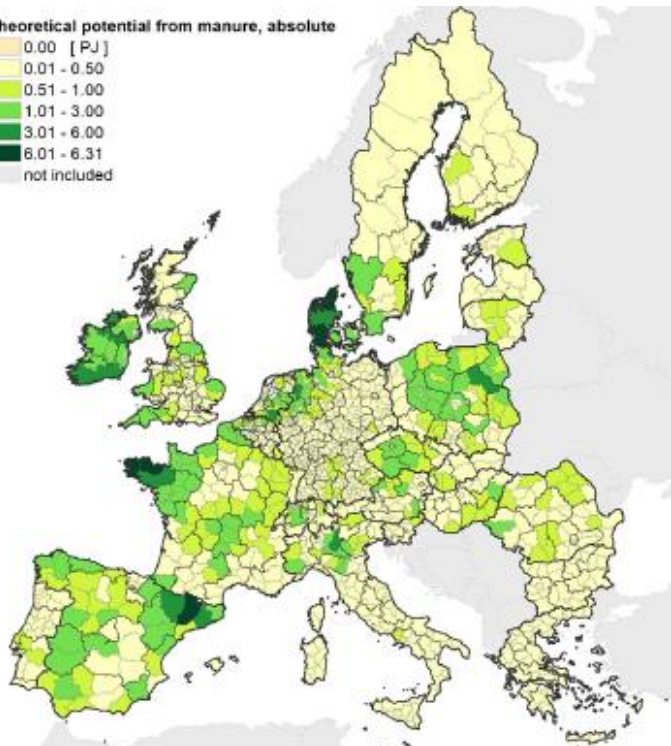 heoretical potential from manure, absolute
0.00 [ PJ ]
0.01 - 0.50
0.51 - 1.00
1.01 - 3.00
3.01 - 6.00
6.01 - 6.31
not included